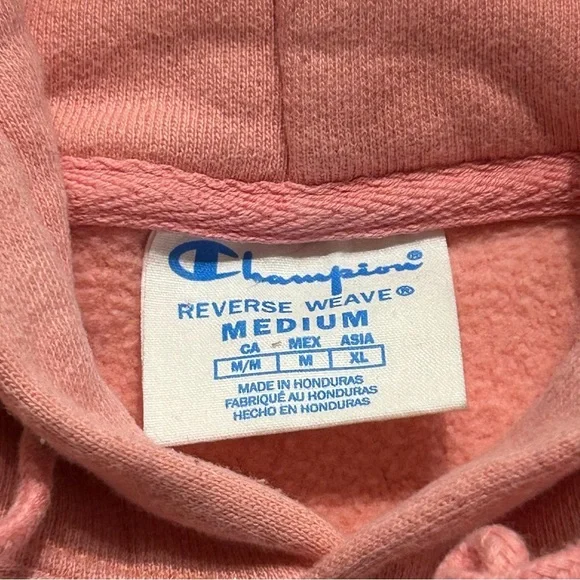 Champion®
REVERSE WEAVE®
MEDIUM
CA MEX ASIA
M/M M XL
MADE IN HONDURAS
FABRIQUÉ AU HONDURAS
HECHO EN HONDURAS